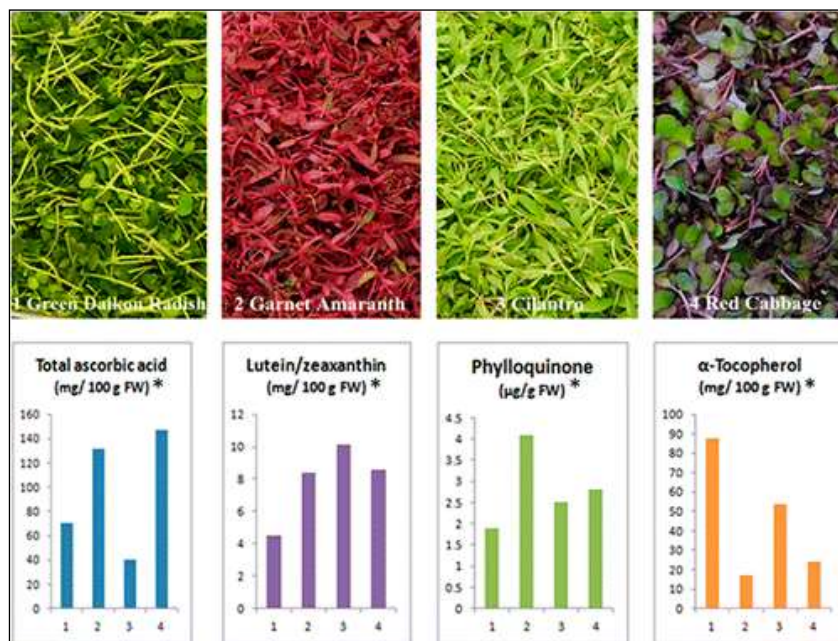 1 Green Daikon Radish
2 Garnet Amaranth
3 Cilantro
4 Red Cabbage
Total ascorbic acid
(mg/ 100 g FW) *
160
140
120
100
80
60
40
20
0
1 2 3 4
Lutein/zeaxanthin
(mg/ 100 g FW) *
12
10
8
6
4
2
0
1 2 3 4
Phylloquinone
(μg/g FW) *
4.5
4
3.5
3
2.5
2
1.5
1
0.5
0
1 2 3 4
α-Tocopherol
(mg/ 100 g FW) *
100
90
80
70
60
50
40
30
20
10
0
1 2 3 4